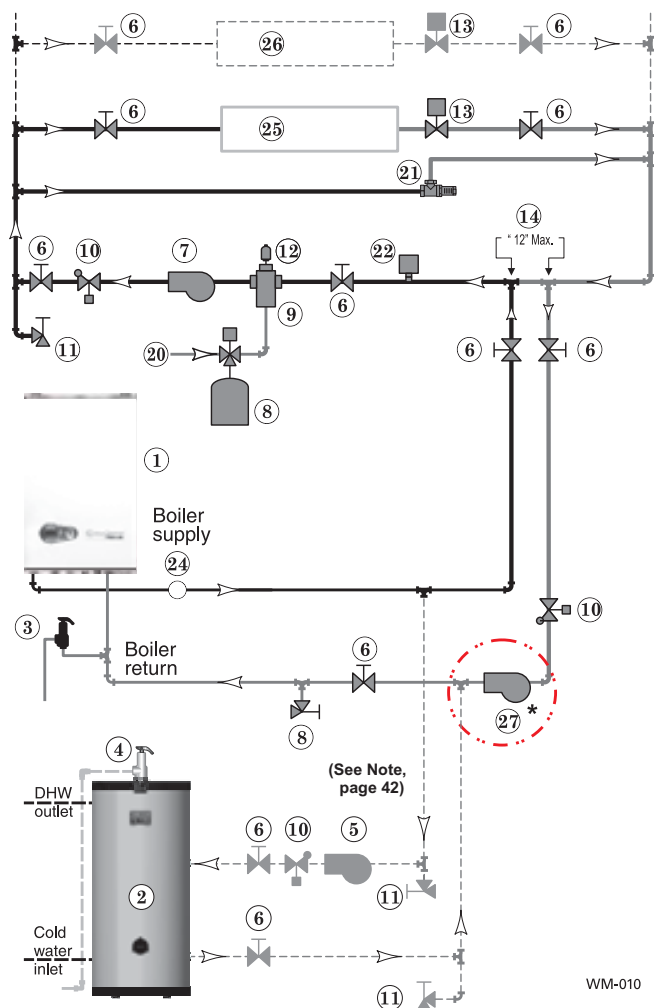 6
13
6
26
6
13
6
25
21
14
" 12" Max.
6
10
7
12
22
6
9
11
20
8
6
6
1
Boiler
supply
24
3
10
Boiler
return
6
8
27 *
4
(See Note,
page 42)
DHW
outlet
6
10
5
2
11
6
Cold
water
inlet
11
WM-010